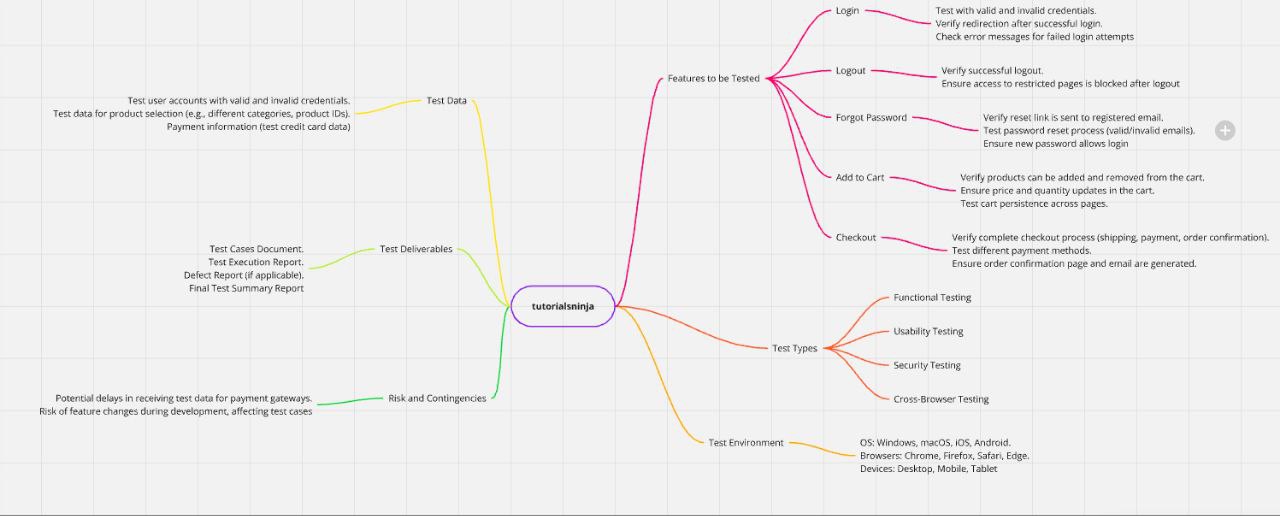 tutorialsninja
Features to be Tested
Login
Test with valid and invalid credentials.
Verify redirection after successful login.
Check error messages for failed login attempts
Logout
Verify successful logout.
Ensure access to restricted pages is blocked after logout
Forgot Password
Verify reset link is sent to registered email.
Test password reset process (valid/invalid emails).
Ensure new password allows login
Add to Cart
Verify products can be added and removed from the cart.
Ensure price and quantity updates in the cart.
Test cart persistence across pages.
Checkout
Verify complete checkout process (shipping, payment, order confirmation).
Test different payment methods.
Ensure order confirmation page and email are generated.
Test Types
Functional Testing
Usability Testing
Security Testing
Cross-Browser Testing
Test Environment
OS: Windows, macOS, iOS, Android.
Browsers: Chrome, Firefox, Safari, Edge.
Devices: Desktop, Mobile, Tablet
Test Data
Test user accounts with valid and invalid credentials.
Test data for product selection (e.g., different categories, product IDs).
Payment information (test credit card data)
Test Deliverables
Test Cases Document.
Test Execution Report.
Defect Report (if applicable).
Final Test Summary Report
Risk and Contingencies
Potential delays in receiving test data for payment gateways.
Risk of feature changes during development, affecting test cases